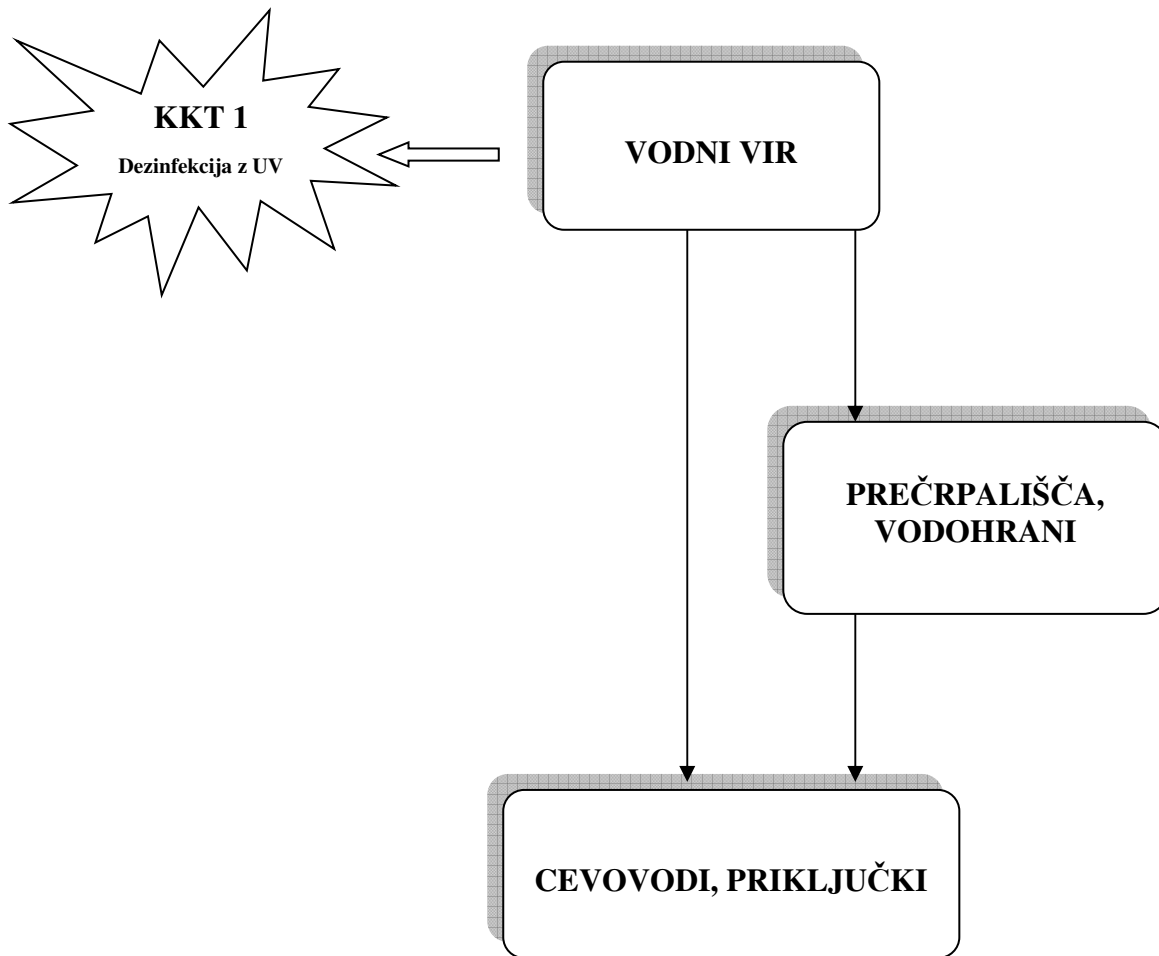 KKT 1
Dezinfekcija z UV
VODNI VIR
PREČRPALIŠČA,
VODOHRANI
CEVOVODI, PRIKLJUČKI